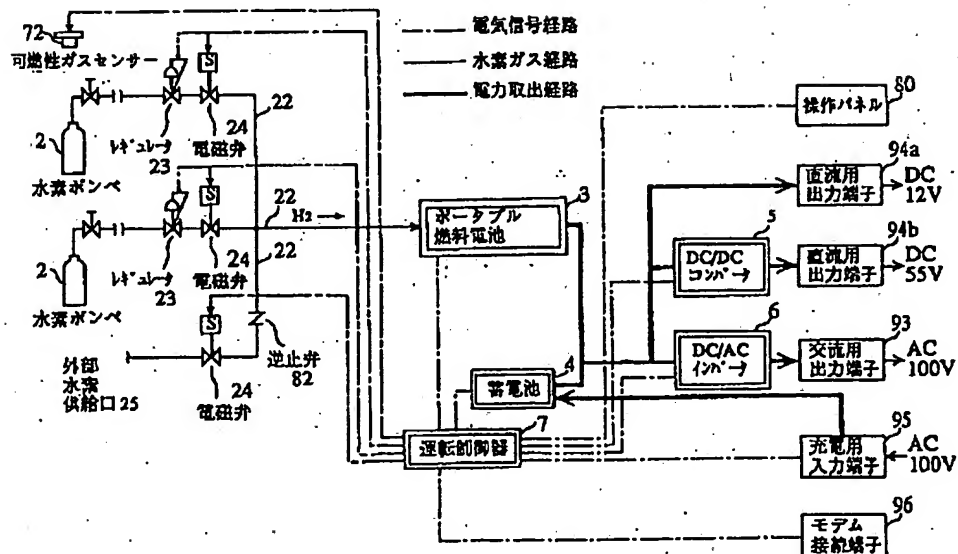 72
可燃性ガスセンサー
電気信号経路
水素ガス経路
電力取出経路
S
22
2
レギュレータ
23
24
電磁弁
水素ボンベ
S
22
H2
2
レギュレータ
23
24
電磁弁
22
水素ボンベ
S
外部
水素
供給口25
24
電磁弁
逆止弁
82
3
ポータブル
燃料電池
4
蓄電池
7
運転制御器
5
DC/DC
コンバータ
6
DC/AC
インバータ
80
操作パネル
94a
直流用
出力端子
DC
12V
94b
直流用
出力端子
DC
55V
93
交流用
出力端子
AC
100V
95
充電用
入力端子
AC
100V
96
モデム
接続端子